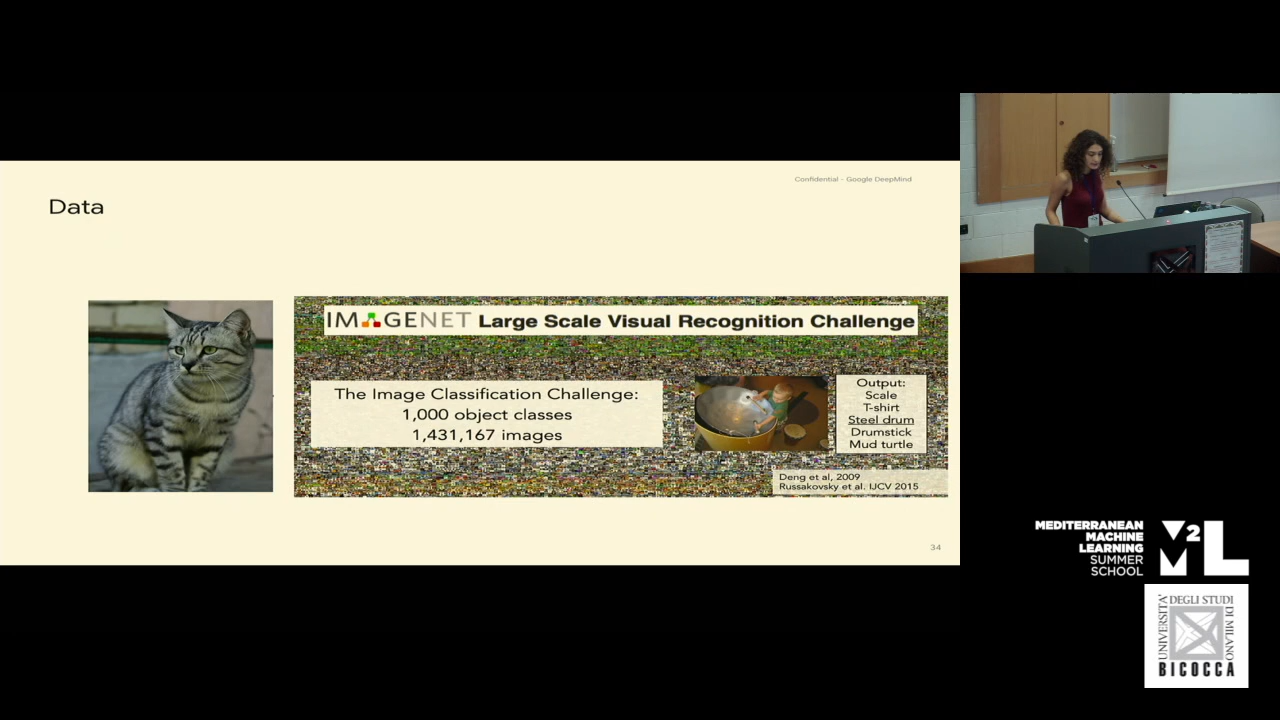 Confidential - Google DeepMind
Data
IMAGENET Large Scale Visual Recognition Challenge
The Image Classification Challenge:
1,000 object classes
1,431,167 images
Output:
Scale
T-shirt
Steel drum
Drumstick
Mud turtle
Deng et al, 2009
Russakovsky et al. IJCV 2015
34
MEDITERRANEAN
MACHINE
LEARNING
SUMMER
SCHOOL
M2L
UNIVERSITA'
DEGLI STUDI
DI MILANO
BICOCCA